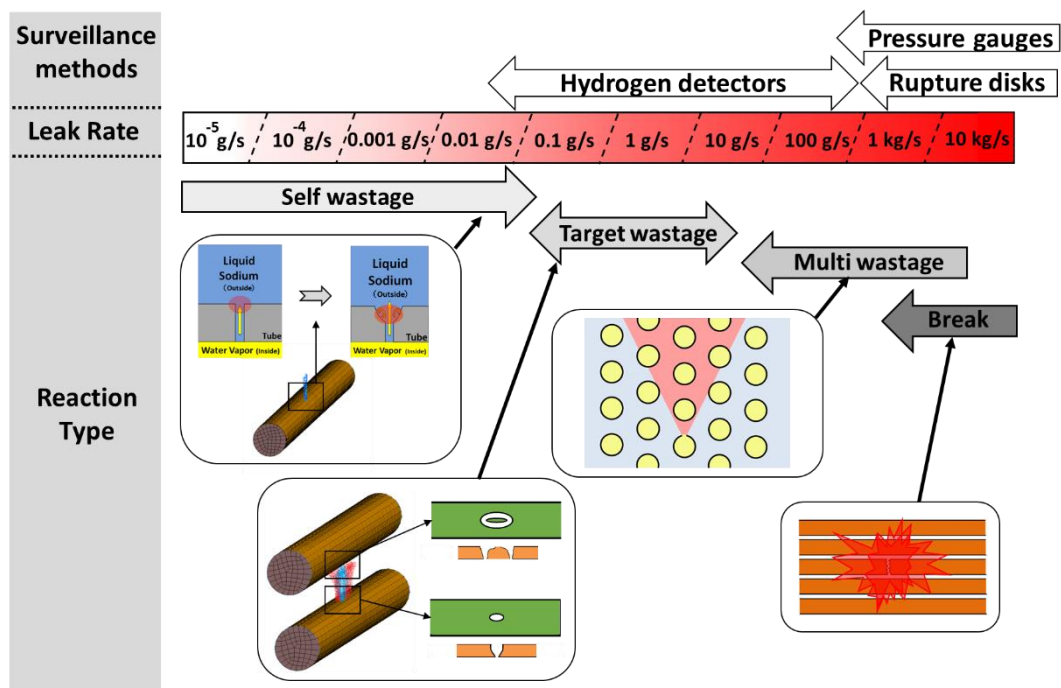 Surveillance
methods
Pressure gauges
Hydrogen detectors
Rupture disks
Leak Rate
10⁻⁵ g/s
10⁻⁴ g/s
0.001 g/s
0.01 g/s
0.1 g/s
1 g/s
10 g/s
100 g/s
1 kg/s
10 kg/s
Reaction
Type
Self wastage
Target wastage
Multi wastage
Break
Liquid
Sodium
(Outside)
Tube
Water Vapor (Inside)
Liquid
Sodium
(Outside)
Tube
Water Vapor (Inside)